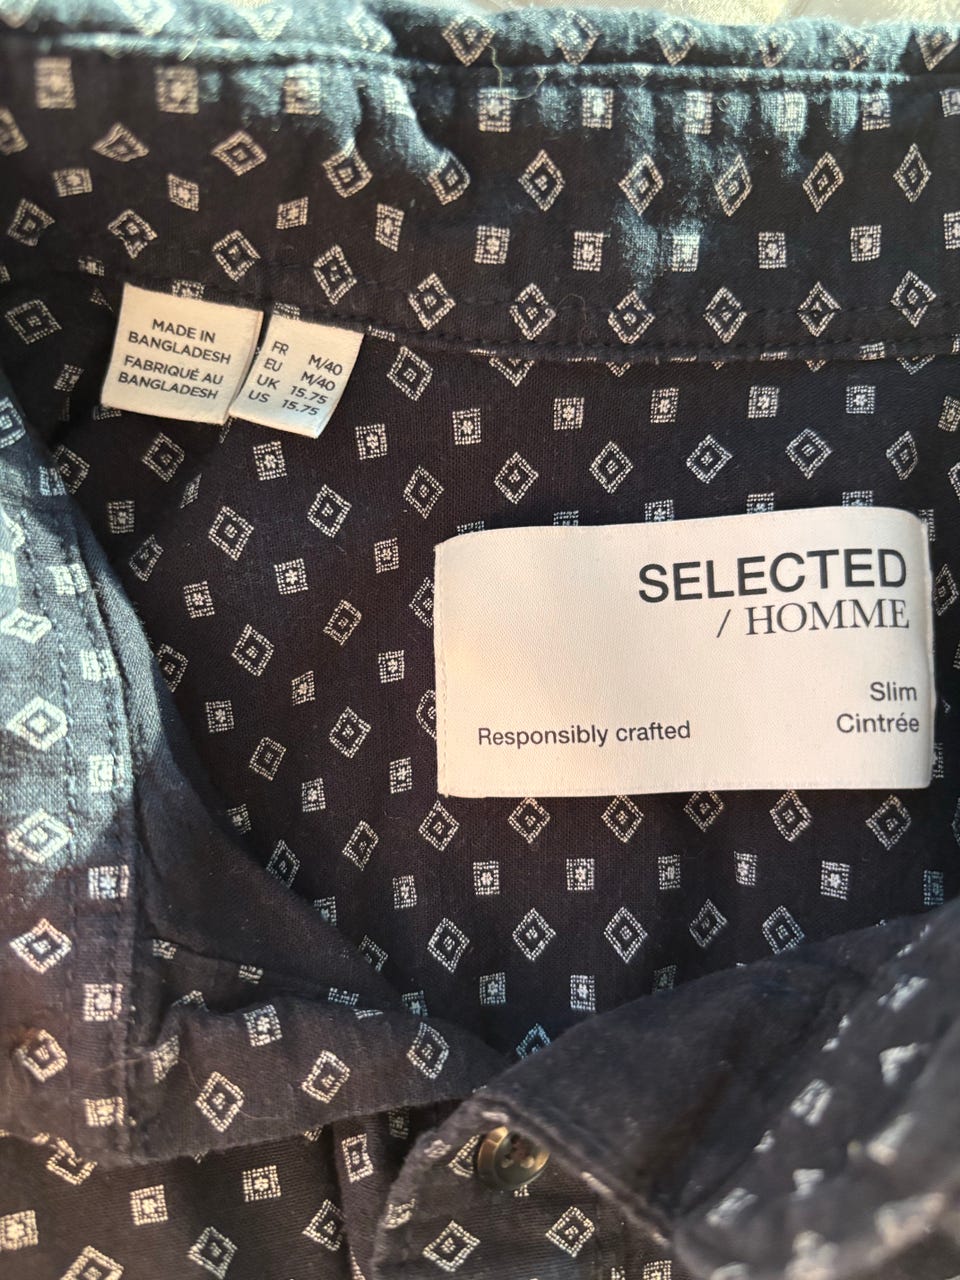 MADE IN
BANGLADESH
FABRIQUÉ AU
BANGLADESH
FR M/40
EU M/40
UK 15.75
US 15.75
SELECTED
/ HOMME
Slim
Responsibly crafted Cintrée